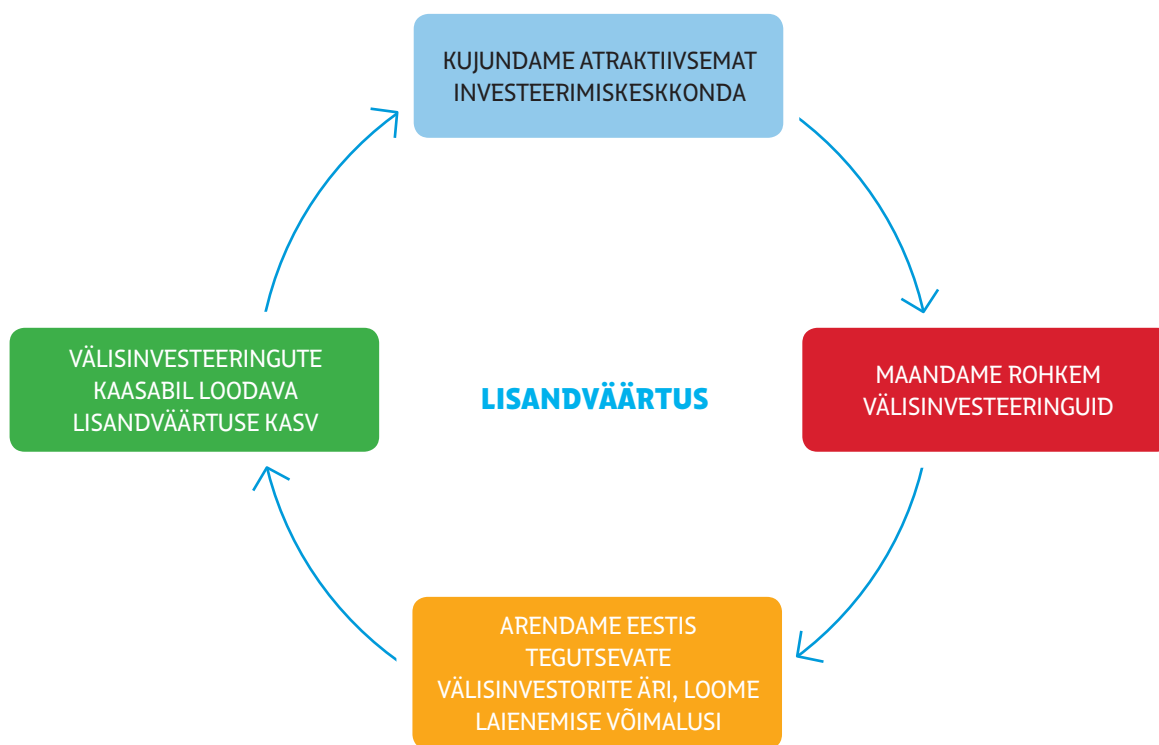 KUJUNDAME ATRAKTIIVSEMAT
INVESTEERIMISKESKKONDA
VÄLISINVESTEERINGUTE
KAASABIL LOODAVA
LISANDVÄÄRTUSE KASV
LISANDVÄÄRTUS
MAANDAME ROHKEM
VÄLISINVESTEERINGUID
ARENDAME EESTIS
TEGUTSEVATE
VÄLISINVESTORITE ÄRI, LOOME
LAIENEMISE VÕIMALUSI